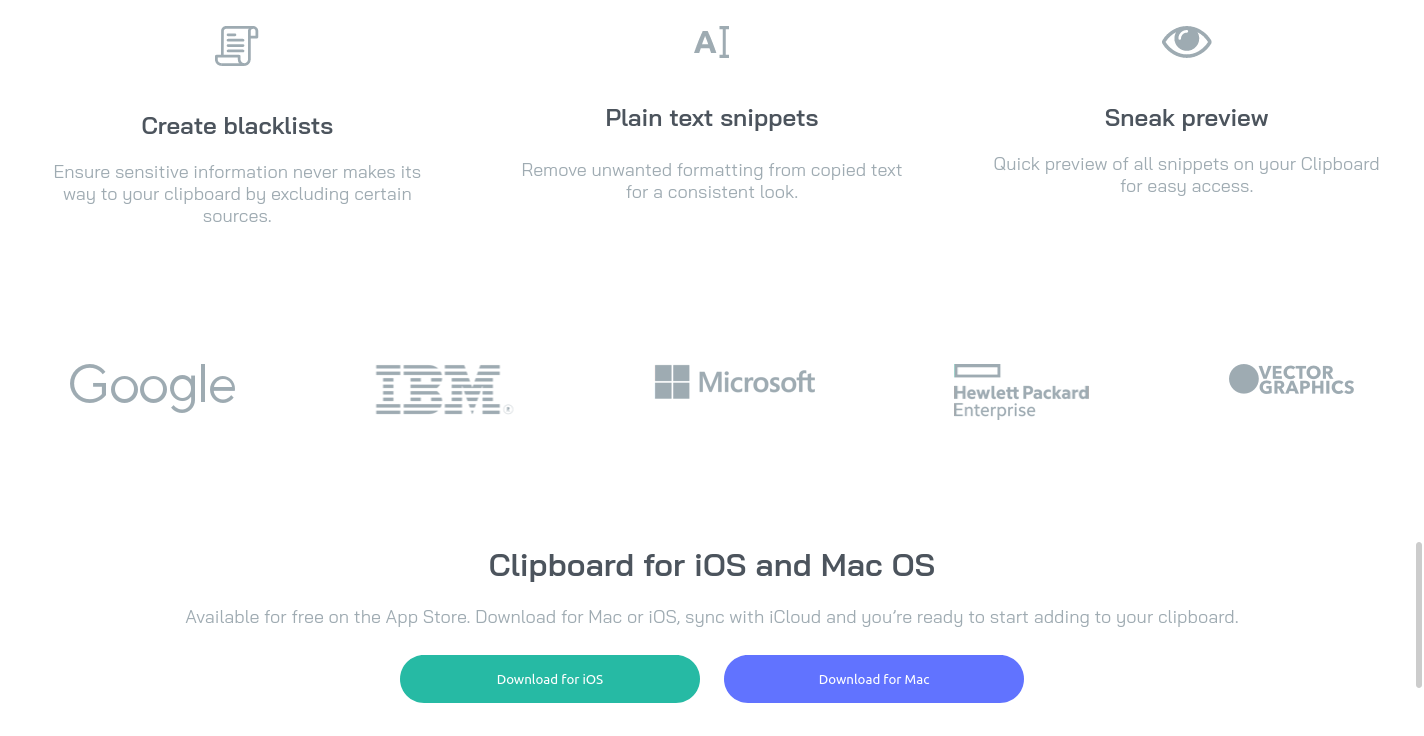 Create blacklists
Ensure sensitive information never makes its
way to your clipboard by excluding certain
sources.
A
Plain text snippets
Remove unwanted formatting from copied text
for a consistent look.
Sneak preview
Quick preview of all snippets on your Clipboard
for easy access.
Google
IBM®
Microsoft
Hewlett Packard
Enterprise
VECTOR
GRAPHICS
Clipboard for iOS and Mac OS
Available for free on the App Store. Download for Mac or iOS, sync with iCloud and you’re ready to start adding to your clipboard.
Download for iOS
Download for Mac